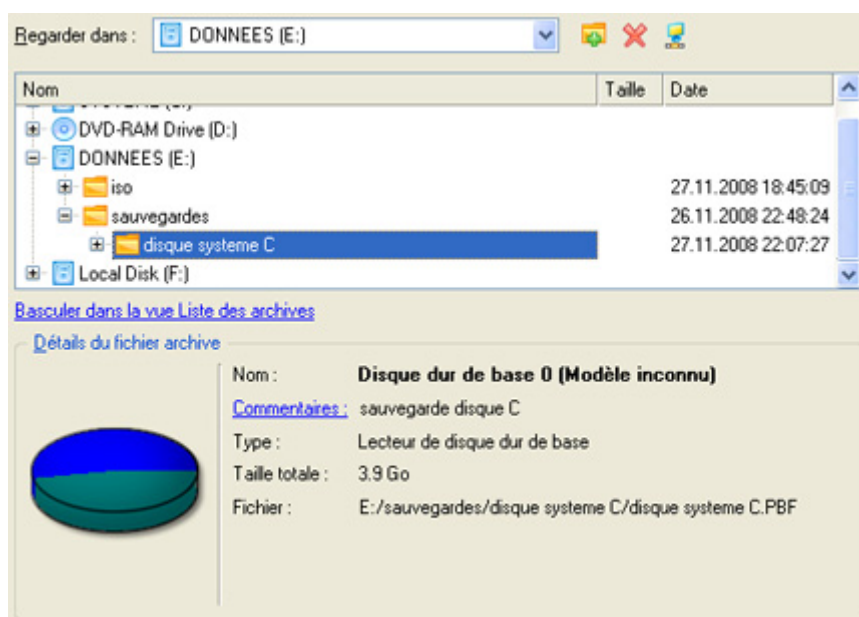 Regarder dans : DONNEES (E:)
Nom Taille Date
DVD-RAM Drive (D:)
DONNEES (E:)
iso 27.11.2008 18:45:09
sauvegardes 26.11.2008 22:48:24
disque systeme C 27.11.2008 22:07:27
Local Disk (F:)
Basculer dans la vue Liste des archives
Détails du fichier archive
Nom : Disque dur de base 0 (Modèle inconnu)
Commentaires : sauvegarde disque C
Type : Lecteur de disque dur de base
Taille totale : 3.9 Go
Fichier : E:/sauvegardes/disque systeme C/disque systeme C.PBF